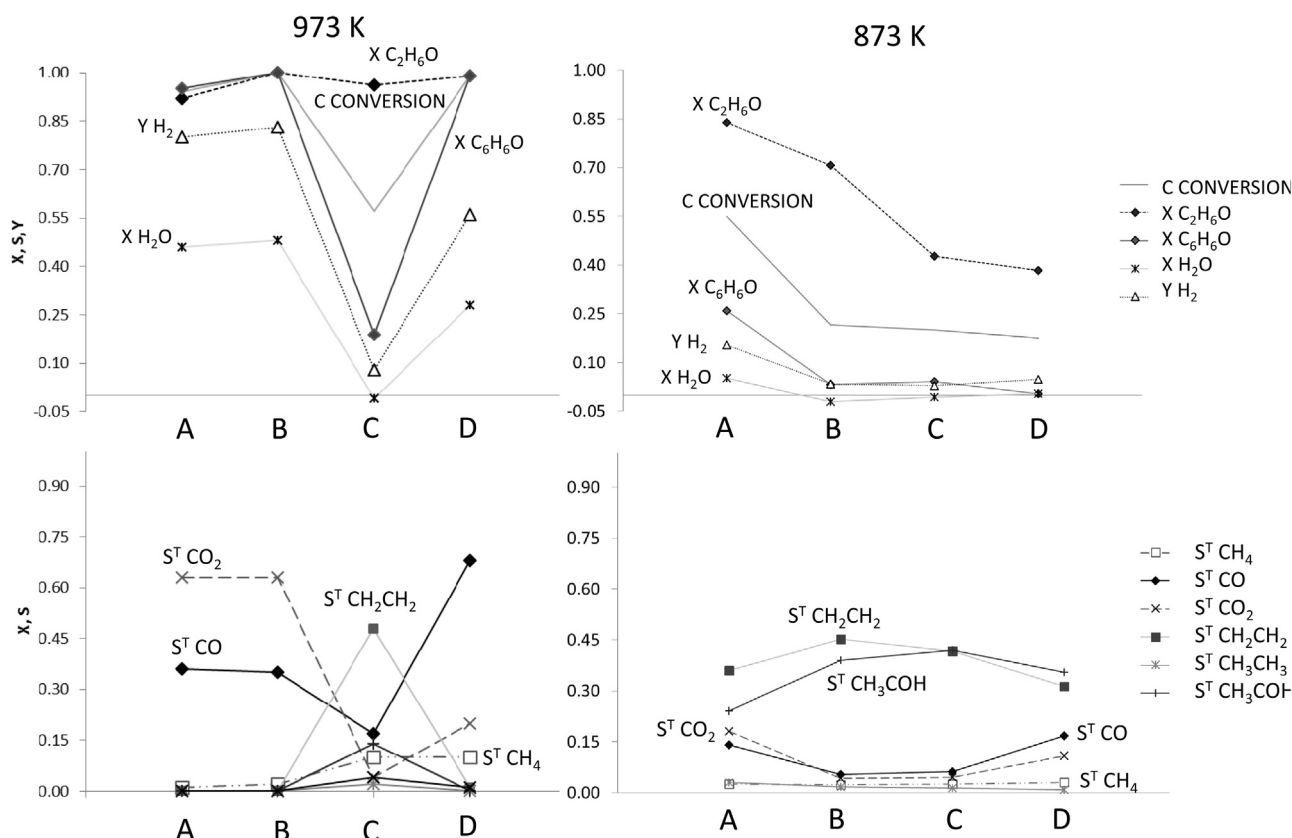 973 K
873 K
X C₂H₆O
C CONVERSION
Y H₂
X C₆H₆O
X H₂O
X, S, Y
1.00
0.85
0.70
0.55
0.40
0.25
0.10
-0.05
A B C D
X C₂H₆O
C CONVERSION
X C₆H₆O
Y H₂
X H₂O
1.00
0.85
0.70
0.55
0.40
0.25
0.10
-0.05
A B C D
C CONVERSION
X C₂H₆O
X C₆H₆O
X H₂O
Y H₂
Sᵀ CO₂
Sᵀ CH₂CH₂
Sᵀ CO
Sᵀ CH₄
X, S
0.90
0.75
0.60
0.45
0.30
0.15
0.00
A B C D
Sᵀ CH₂CH₂
Sᵀ CH₃COH
Sᵀ CO₂
Sᵀ CO
Sᵀ CH₄
0.90
0.75
0.60
0.45
0.30
0.15
0.00
A B C D
Sᵀ CH₄
Sᵀ CO
Sᵀ CO₂
Sᵀ CH₂CH₂
Sᵀ CH₃CH₃
Sᵀ CH₃COH